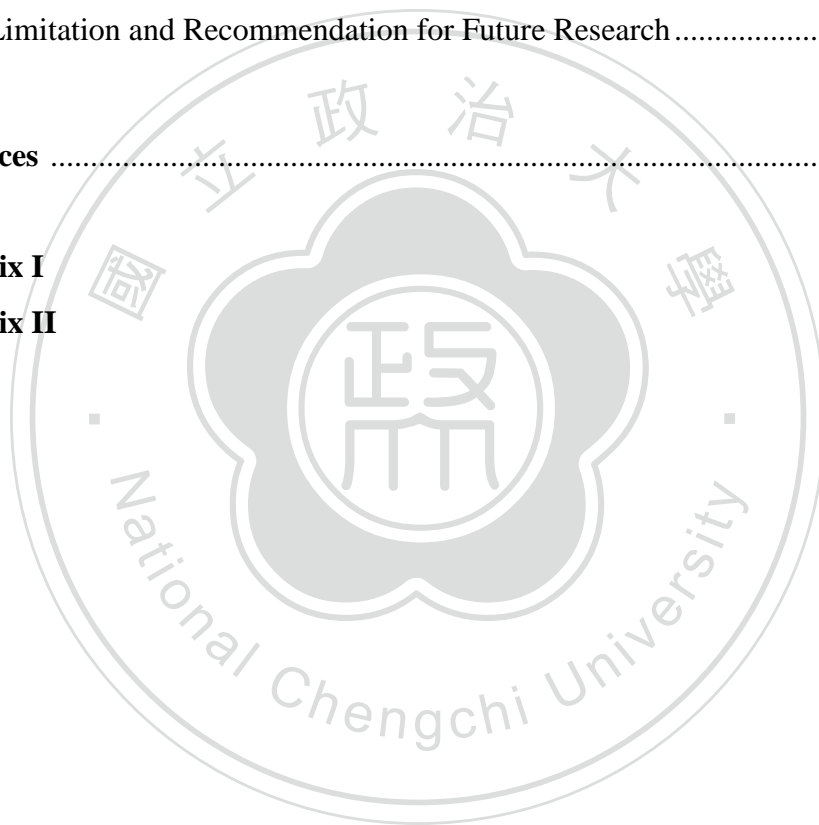 Limitation and Recommendation for Future Research..................
ces ....................................................................................................
ix I
ix II
國立政治大學
政
National Chengchi University